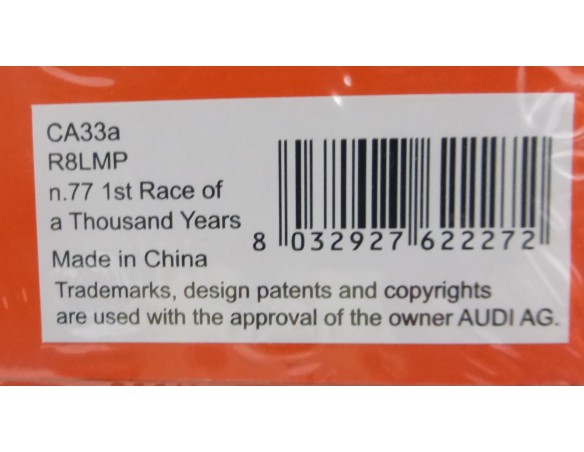 CA33a
R8LMP
n.77 1st Race of
a Thousand Years
8 032927 622272
Made in China
Trademarks, design patents and copyrights
are used with the approval of the owner AUDI AG.